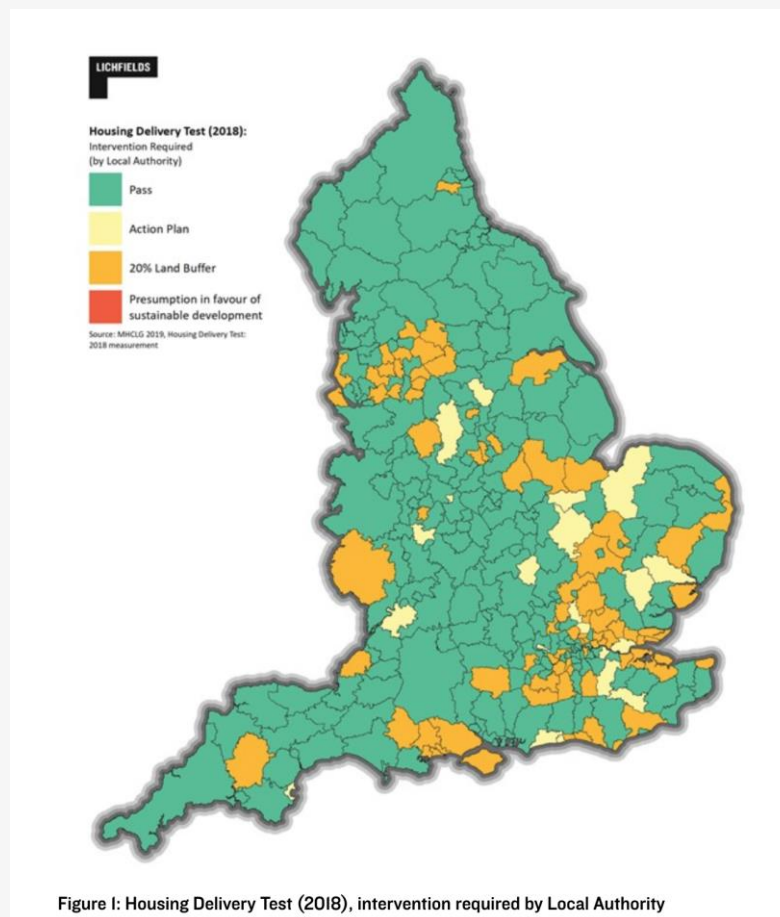 LICHFIELDS
Housing Delivery Test (2018):
Intervention Required
(by Local Authority)
Pass
Action Plan
20% Land Buffer
Presumption in favour of
sustainable development
Source: MHCLG 2019, Housing Delivery Test:
2018 measurement
Figure 1: Housing Delivery Test (2018), intervention required by Local Authority